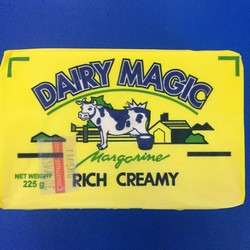 DAIRY MAGIC
Margarine
NET WEIGHT
225 g
RICH CREAMY